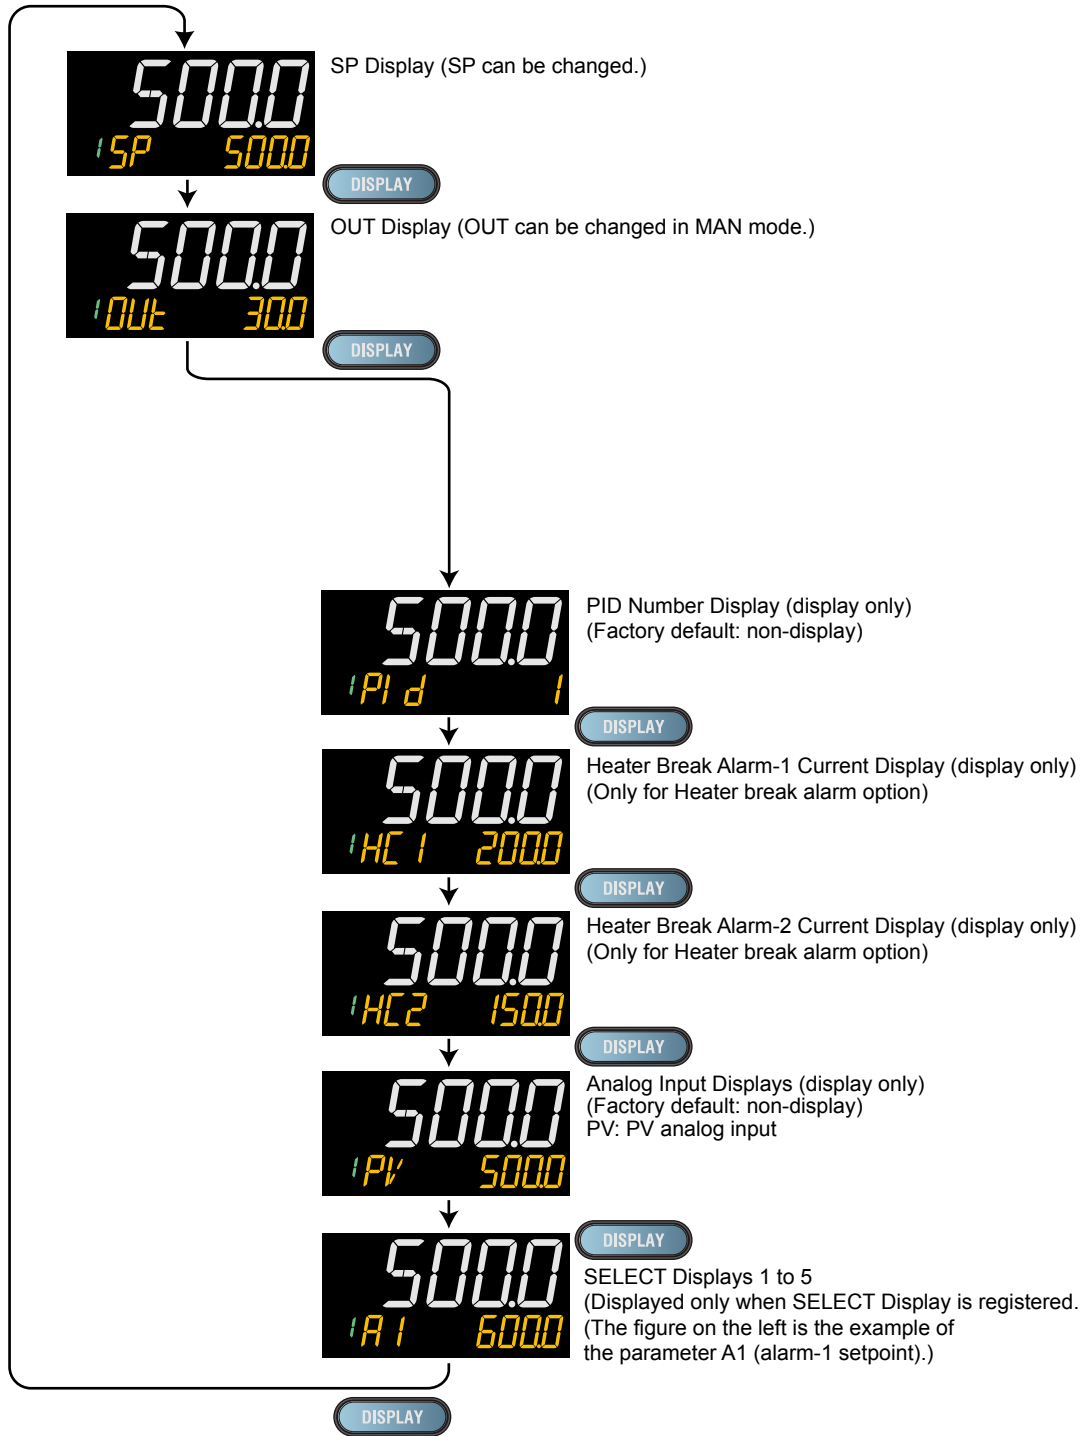 500.0
SP Display (SP can be changed.)
1 SP 500.0
DISPLAY
500.0
OUT Display (OUT can be changed in MAN mode.)
1 OUt 30.0
DISPLAY
500.0
PID Number Display (display only)
(Factory default: non-display)
1 PId 1
DISPLAY
500.0
Heater Break Alarm-1 Current Display (display only)
(Only for Heater break alarm option)
1 HC1 200.0
DISPLAY
500.0
Heater Break Alarm-2 Current Display (display only)
(Only for Heater break alarm option)
1 HC2 150.0
DISPLAY
500.0
Analog Input Displays (display only)
(Factory default: non-display)
PV: PV analog input
1 PV 500.0
DISPLAY
500.0
SELECT Displays 1 to 5
(Displayed only when SELECT Display is registered.
(The figure on the left is the example of
the parameter A1 (alarm-1 setpoint).)
1 A1 600.0
DISPLAY